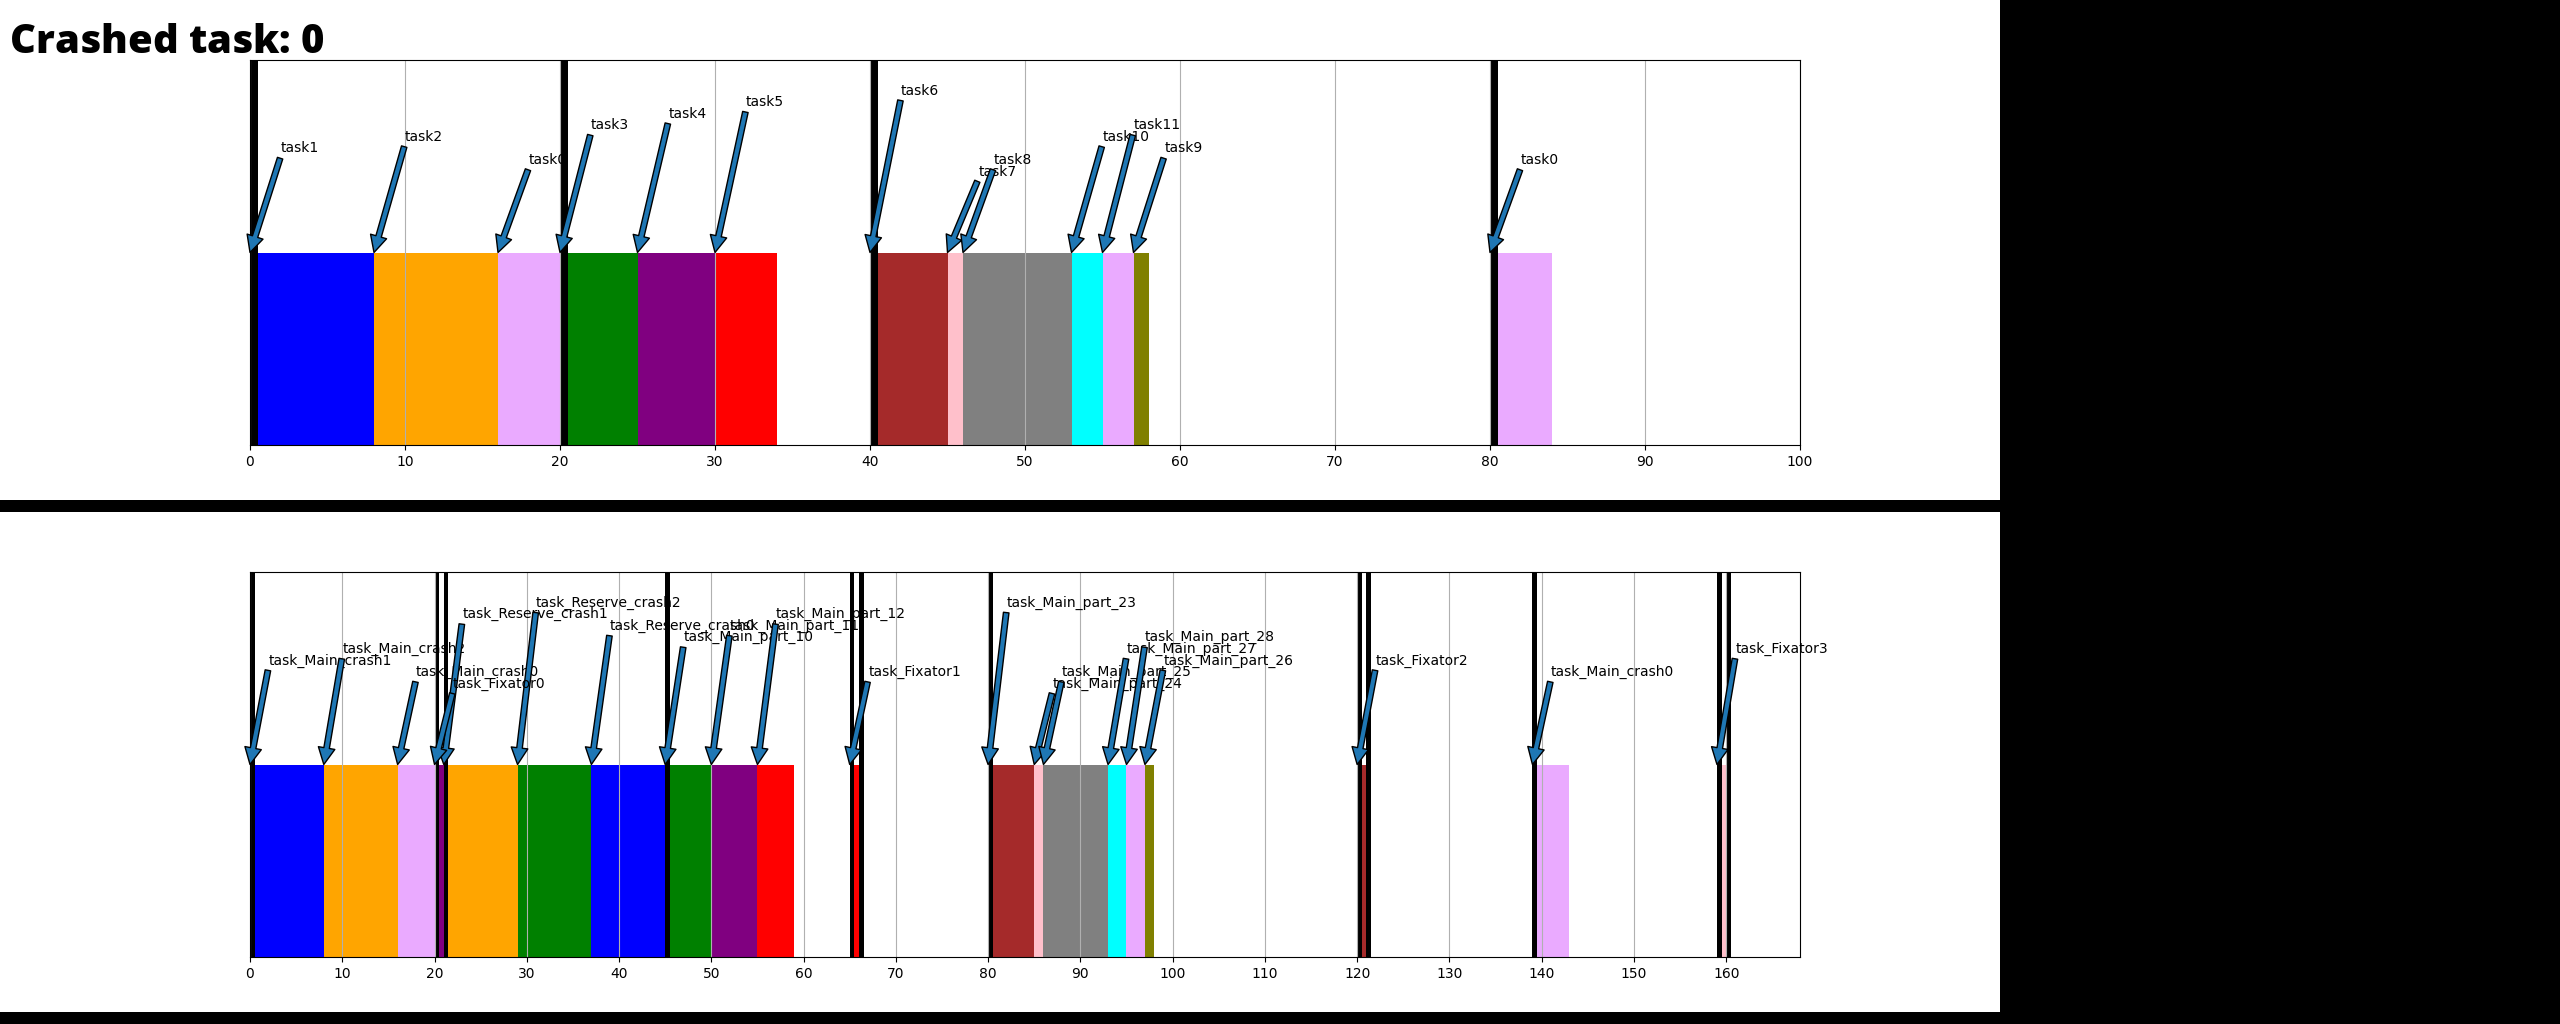 Crashed task: 0
task6
task5
task4
task3
task11
task2
task10
task1
task9
task0
task8
task0
task7
0 10 20 30 40 50 60 70 80 90 100
task_Reserve_crash2
task_Main_part_23
task_Reserve_crash1
task_Main_part_12
task_Reserve_crash0
task_Main_part_11
task_Main_part_10
task_Main_part_28
task_Main_crash2
task_Main_part_27
task_Fixator3
task_Main_crash1
task_Main_part_26
task_Fixator2
task_Main_crash0
task_Fixator1
task_Main_part_25
task_Main_crash0
task_Fixator0
task_Main_part_24
0 10 20 30 40 50 60 70 80 90 100 110 120 130 140 150 160